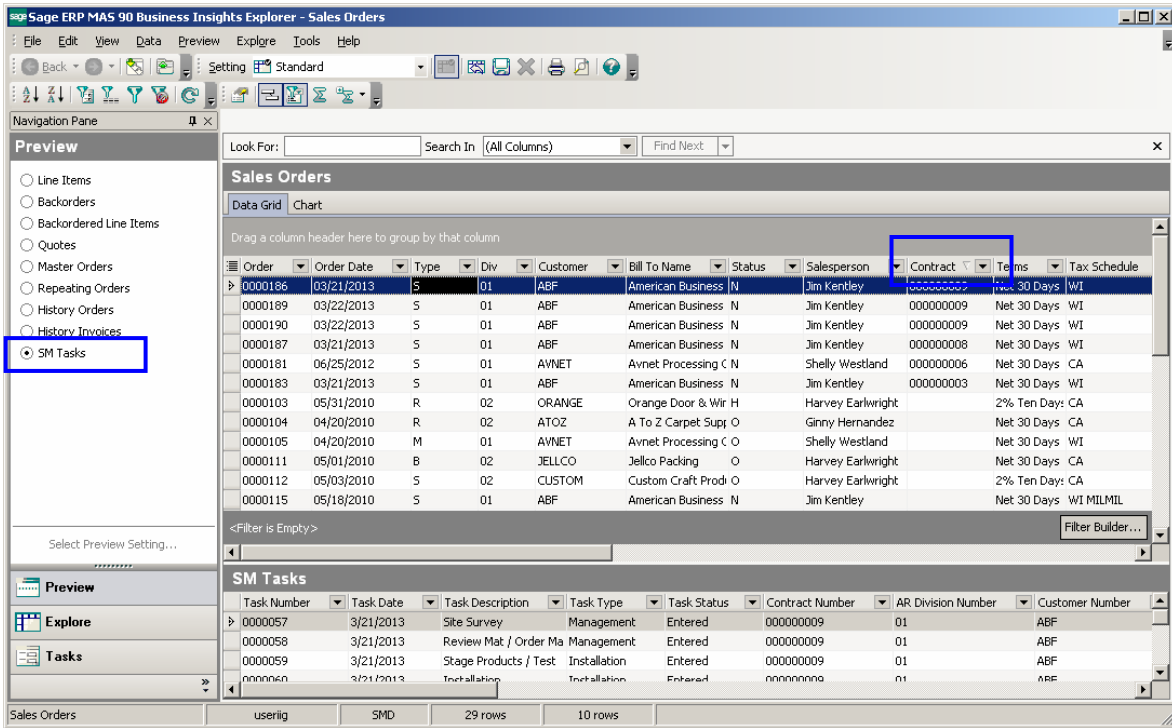 Sage ERP MAS 90 Business Insights Explorer - Sales Orders
File Edit View Data Preview Explore Tools Help
Back Setting Standard
Navigation Pane
Preview
Line Items
Backorders
Backordered Line Items
Quotes
Master Orders
Repeating Orders
History Orders
History Invoices
SM Tasks
Select Preview Setting...
Preview
Explore
Tasks
Look For: Search In (All Columns) Find Next
Sales Orders
Data Grid Chart
Drag a column header here to group by that column
Order Order Date Type Div Customer Bill To Name Status Salesperson Contract Terms Tax Schedule
0000186 03/21/2013 S 01 ABF American Business N Jim Kentley 000000009 Net 30 Days WI
0000189 03/22/2013 S 01 ABF American Business N Jim Kentley 000000009 Net 30 Days WI
0000190 03/22/2013 S 01 ABF American Business N Jim Kentley 000000009 Net 30 Days WI
0000187 03/21/2013 S 01 ABF American Business N Jim Kentley 000000008 Net 30 Days WI
0000181 06/25/2012 S 01 AVNET Avnet Processing C N Shelly Westland 000000006 Net 30 Days CA
0000183 03/21/2013 S 01 ABF American Business N Jim Kentley 000000003 Net 30 Days WI
0000103 05/31/2010 R 02 ORANGE Orange Door & Wir H Harvey Earlwright 2% Ten Days CA
0000104 04/20/2010 R 02 ATOZ A To Z Carpet Supp O Ginny Hernandez Net 30 Days CA
0000105 04/20/2010 M 01 AVNET Avnet Processing C O Shelly Westland Net 30 Days WI
0000111 05/01/2010 B 02 JELLCO Jellco Packing O Harvey Earlwright Net 30 Days CA
0000112 05/03/2010 S 02 CUSTOM Custom Craft Produ O Harvey Earlwright 2% Ten Days CA
0000115 05/18/2010 S 01 ABF American Business N Jim Kentley Net 30 Days WI MILMIL
<Filter is Empty> Filter Builder...
SM Tasks
Task Number Task Date Task Description Task Type Task Status Contract Number AR Division Number Customer Number
0000057 3/21/2013 Site Survey Management Entered 000000009 01 ABF
0000058 3/21/2013 Review Mat / Order Ma Management Entered 000000009 01 ABF
0000059 3/21/2013 Stage Products / Test Installation Entered 000000009 01 ABF
0000060 3/21/2013 Installation Installation Entered 000000009 01 ABF
Sales Orders useriig SMD 29 rows 10 rows